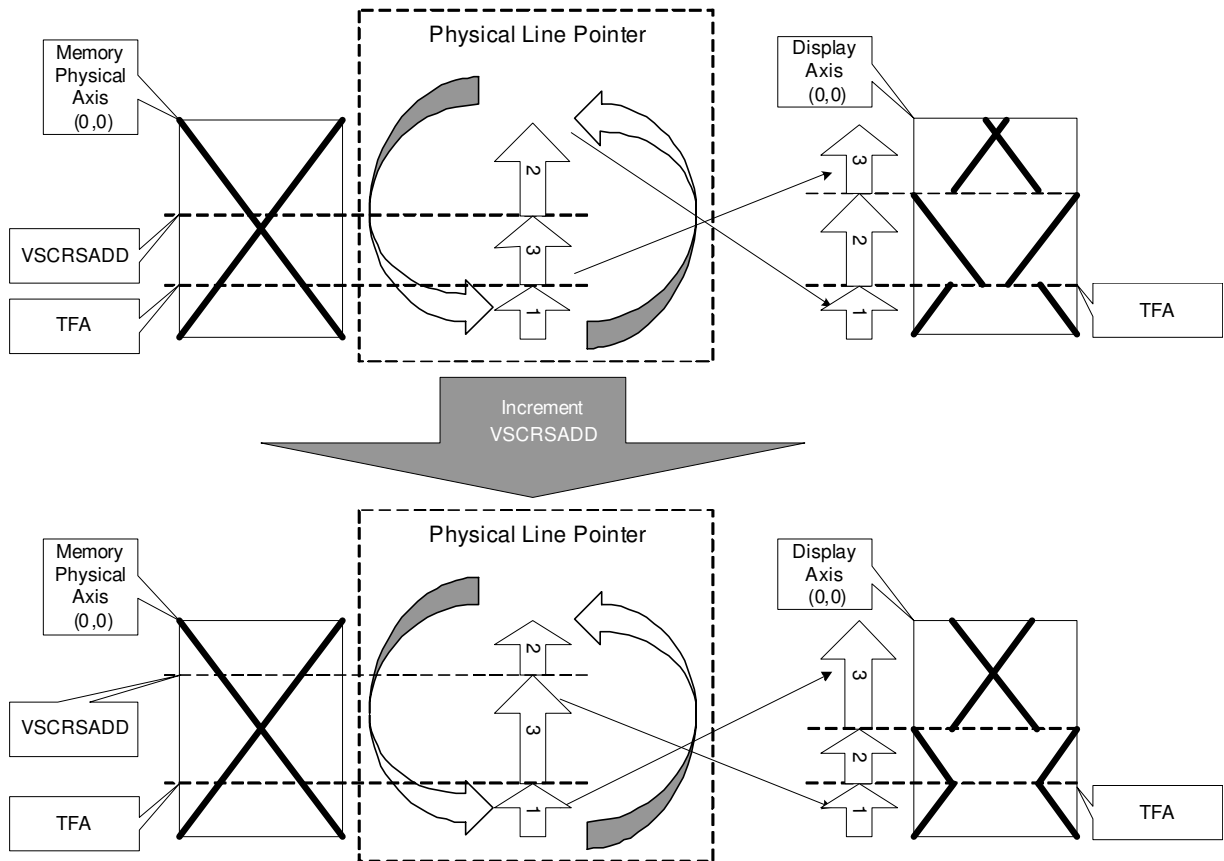 Physical Line Pointer
Memory
Physical
Axis
(0,0)
Display
Axis
(0,0)
2
3
1
3
2
1
VSCRSADD
TFA
TFA
Increment
VSCRSADD
Physical Line Pointer
Memory
Physical
Axis
(0,0)
Display
Axis
(0,0)
2
3
1
3
2
1
VSCRSADD
TFA
TFA